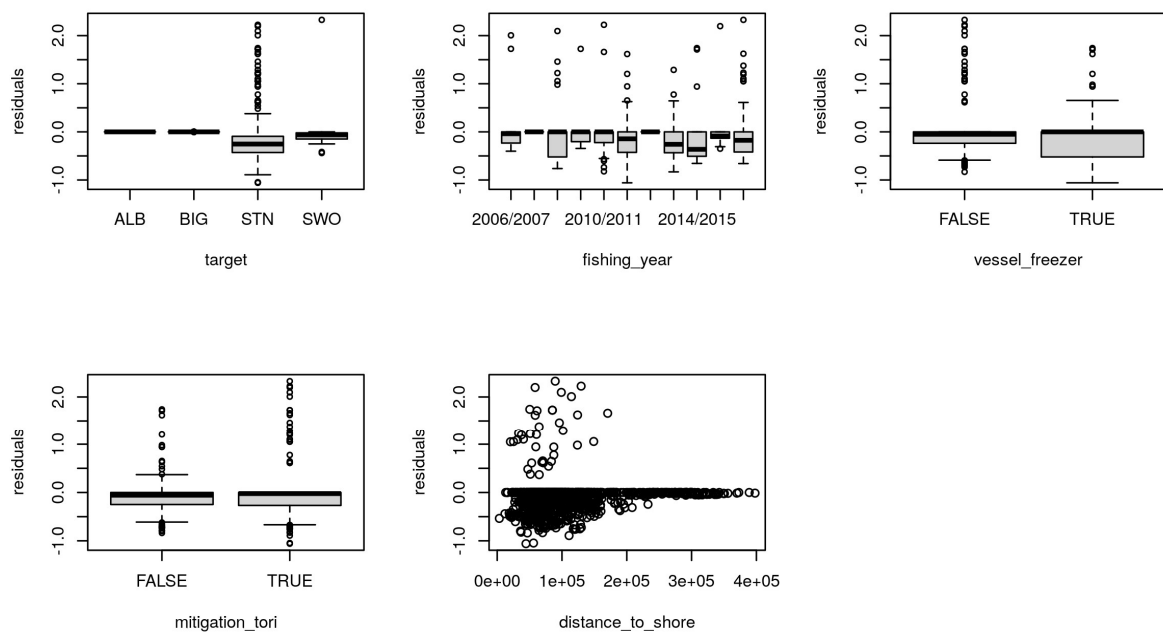 residuals
2.0
1.0
0.0
-1.0
ALB BIG STN SWO
target
residuals
2.0
1.0
0.0
-1.0
2006/2007 2010/2011 2014/2015
fishing_year
residuals
2.0
1.0
0.0
-1.0
FALSE TRUE
vessel_freezer
residuals
2.0
1.0
0.0
-1.0
FALSE TRUE
mitigation_tori
residuals
2.0
1.0
0.0
-1.0
0e+00 1e+05 2e+05 3e+05 4e+05
distance_to_shore